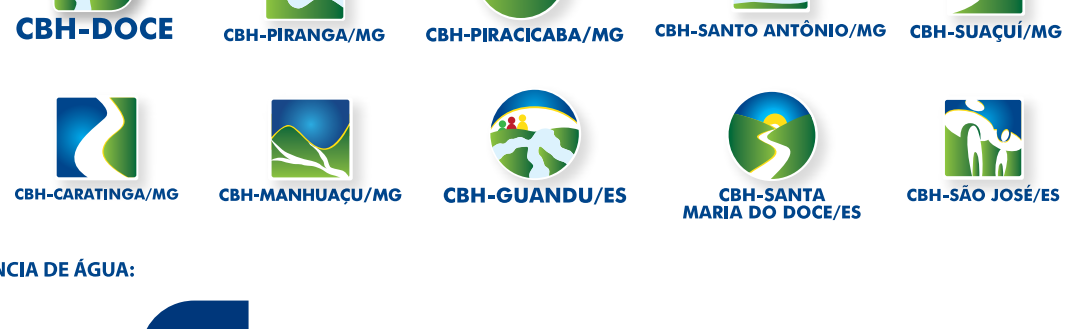 CBH-DOCE
CBH-PIRANGA/MG
CBH-PIRACICABA/MG
CBH-SANTO ANTÔNIO/MG
CBH-SUAÇUÍ/MG
CBH-CARATINGA/MG
CBH-MANHUAÇU/MG
CBH-GUANDU/ES
CBH-SANTA
MARIA DO DOCE/ES
CBH-SÃO JOSÉ/ES
NCIA DE ÁGUA: